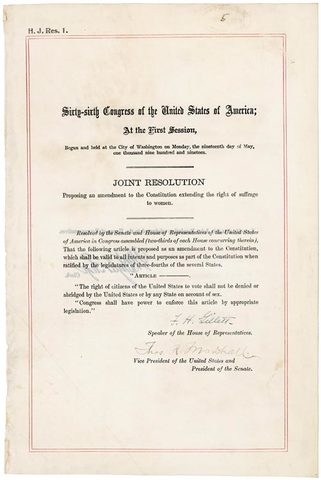 5
H. J. Res. 1.
Sixty-sixth Congress of the United States of America;
At the First Session,
Begun and held at the City of Washington on Monday, the nineteenth day of May,
one thousand nine hundred and nineteen.
JOINT RESOLUTION
Proposing an amendment to the Constitution extending the right of suffrage
to women.
Resolved by the Senate and House of Representatives of the United States
of America in Congress assembled (two-thirds of each House concurring therein),
That the following article is proposed as an amendment to the Constitution,
which shall be valid to all intents and purposes as part of the Constitution when
ratified by the legislatures of three-fourths of the several States.
"ARTICLE ————.
"The right of citizens of the United States to vote shall not be denied or
abridged by the United States or by any State on account of sex.
"Congress shall have power to enforce this article by appropriate
legislation."
F. H. Gillett
Speaker of the House of Representatives.
Thos. R. Marshall
Vice President of the United States and
President of the Senate.